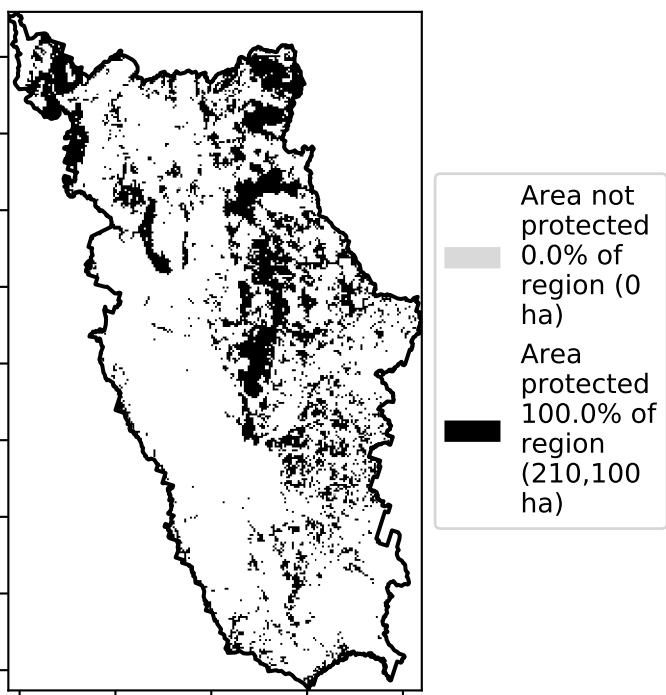 Area not
protected
0.0% of
region (0
ha)
Area
protected
100.0% of
region
(210,100
ha)